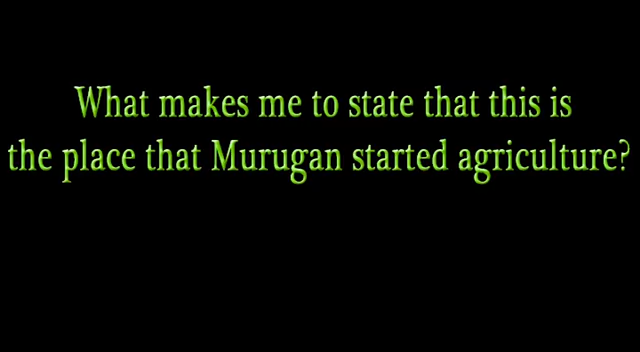 What makes me to state that this is
the place that Murugan started agriculture?